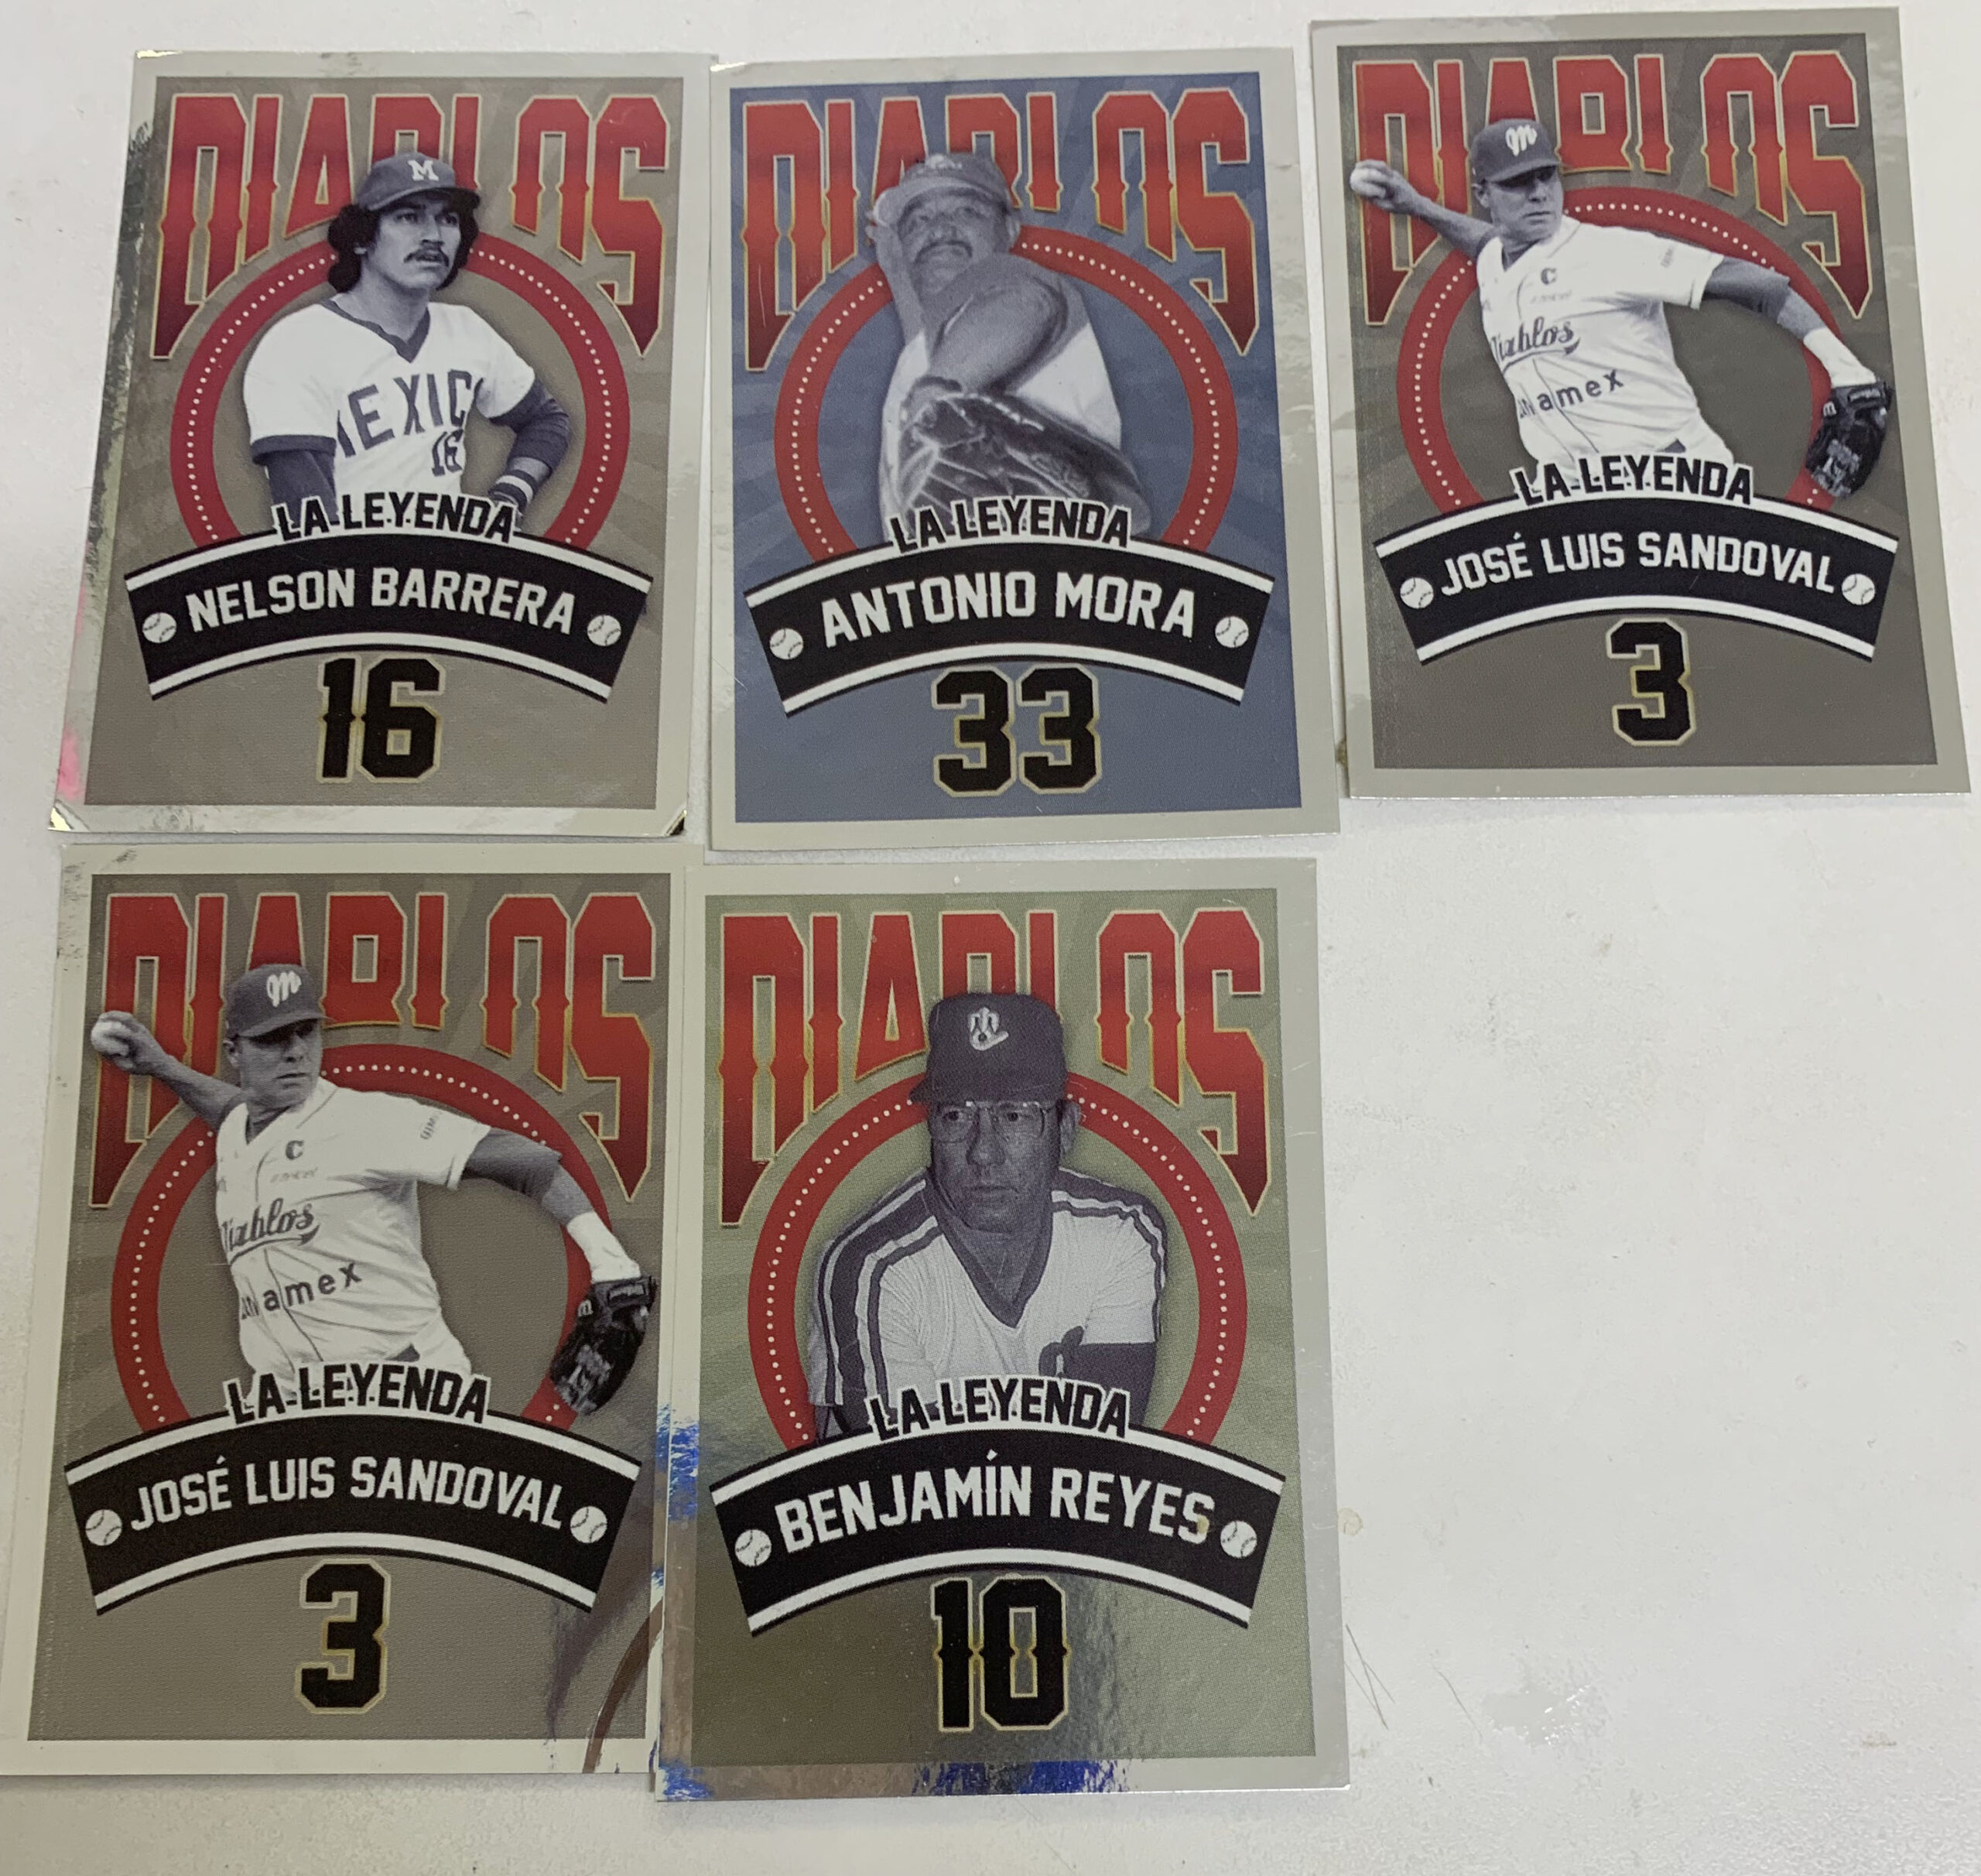 DIABLOS
M
MEXICO
16
LA LEYENDA
NELSON BARRERA
16
DIABLOS
LA LEYENDA
ANTONIO MORA
33
DIABLOS
M
C
Diablos
amex
LA LEYENDA
JOSÉ LUIS SANDOVAL
3
DIABLOS
M
C
Diablos
amex
LA LEYENDA
JOSÉ LUIS SANDOVAL
3
DIABLOS
LA LEYENDA
BENJAMÍN REYES
10